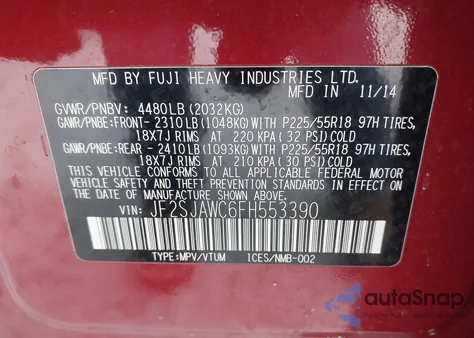 MFD BY FUJI HEAVY INDUSTRIES LTD.
MFD IN 11/14
GVWR/PNBV: 4480LB (2032KG)
GAWR/PNBE:FRONT- 2310LB (1048KG) WITH P225/55R18 97H TIRES,
18X7J RIMS AT 220 KPA (32 PSI) COLD
GAWR/PNBE:REAR - 2410LB (1093KG) WITH P225/55R18 97H TIRES,
18X7J RIMS AT 210 KPA (30 PSI) COLD
THIS VEHICLE CONFORMS TO ALL APPLICABLE FEDERAL MOTOR
VEHICLE SAFETY AND THEFT PREVENTION STANDARDS IN EFFECT ON
THE DATE OF MANUFACTURE SHOWN ABOVE
VIN: JF2SJAWC6FH553390
TYPE:MPV/VTUM ICES/NMB-002
autoSnap